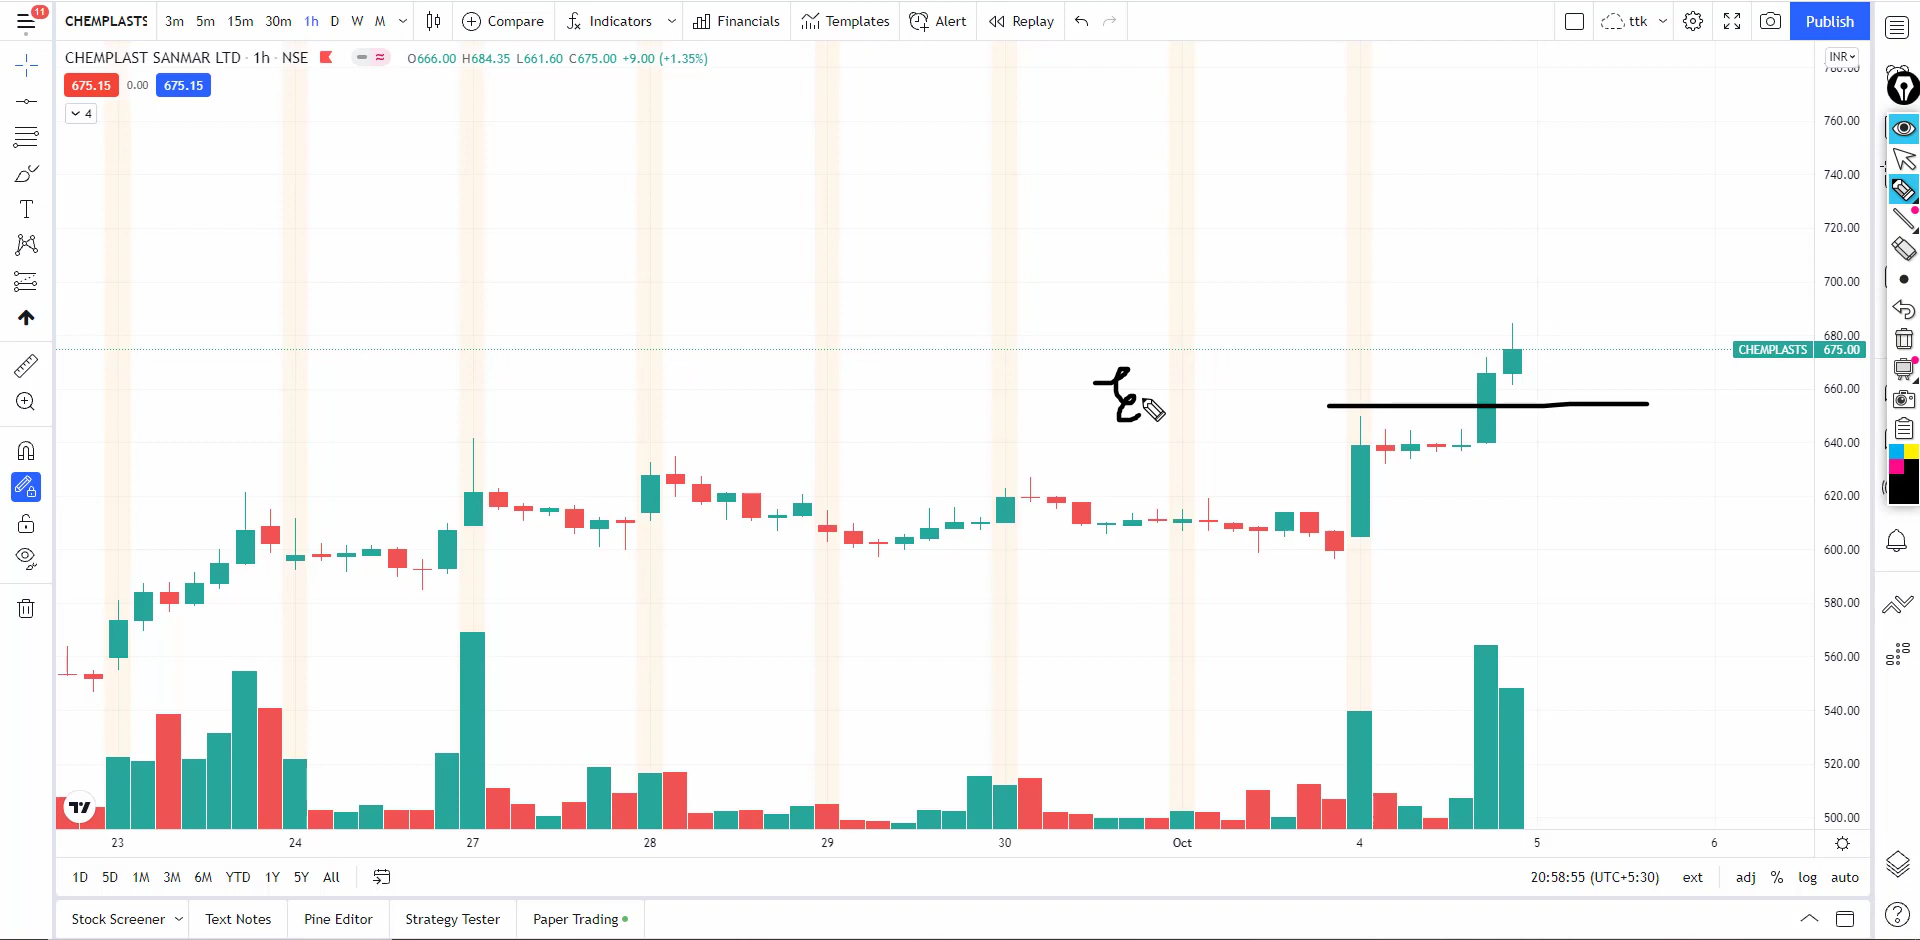 11
CHEMPLASTS 3m 5m 15m 30m 1h D W M Compare Indicators Financials Templates Alert Replay ttk Publish
CHEMPLAST SANMAR LTD · 1h · NSE O666.00 H684.35 L661.60 C675.00 +9.00 (+1.35%) INR
675.15 0.00 675.15
4
760.00
740.00
720.00
700.00
680.00
CHEMPLASTS 675.00
660.00
640.00
620.00
600.00
580.00
560.00
540.00
520.00
500.00
23 24 27 28 29 30 Oct 4 5 6
1D 5D 1M 3M 6M YTD 1Y 5Y All 20:58:55 (UTC+5:30) ext adj % log auto
Stock Screener Text Notes Pine Editor Strategy Tester Paper Trading